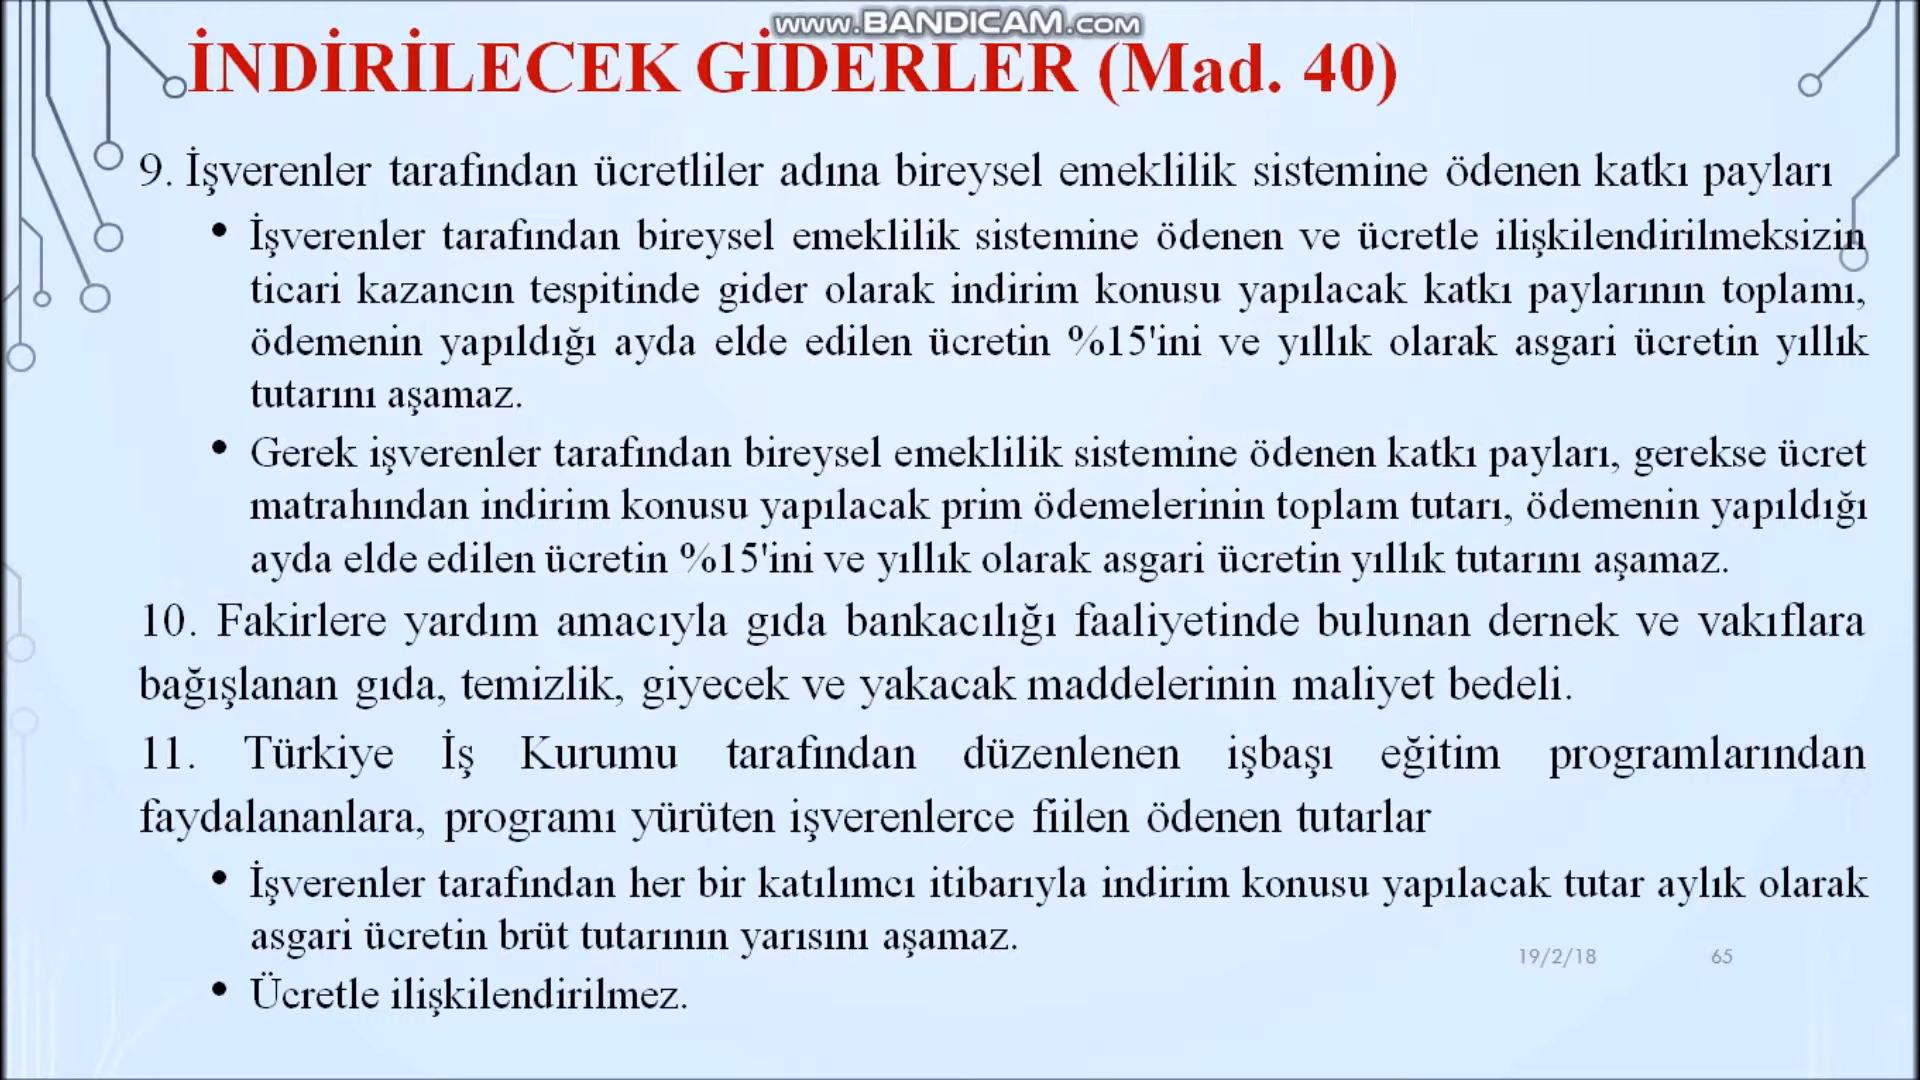 www.BANDICAM.COM
İNDİRİLECEK GİDERLER (Mad. 40)
9. İşverenler tarafından ücretliler adına bireysel emeklilik sistemine ödenen katkı payları
• İşverenler tarafından bireysel emeklilik sistemine ödenen ve ücretle ilişkilendirilmeksizin
ticari kazancın tespitinde gider olarak indirim konusu yapılacak katkı paylarının toplamı,
ödemenin yapıldığı ayda elde edilen ücretin %15'ini ve yıllık olarak asgari ücretin yıllık
tutarını aşamaz.
• Gerek işverenler tarafından bireysel emeklilik sistemine ödenen katkı payları, gerekse ücret
matrahından indirim konusu yapılacak prim ödemelerinin toplam tutarı, ödemenin yapıldığı
ayda elde edilen ücretin %15'ini ve yıllık olarak asgari ücretin yıllık tutarını aşamaz.
10. Fakirlere yardım amacıyla gıda bankacılığı faaliyetinde bulunan dernek ve vakıflara
bağışlanan gıda, temizlik, giyecek ve yakacak maddelerinin maliyet bedeli.
11. Türkiye İş Kurumu tarafından düzenlenen işbaşı eğitim programlarından
faydalananlara, programı yürüten işverenlerce fiilen ödenen tutarlar
• İşverenler tarafından her bir katılımcı itibarıyla indirim konusu yapılacak tutar aylık olarak
asgari ücretin brüt tutarının yarısını aşamaz.
• Ücretle ilişkilendirilmez.
19/2/18 65